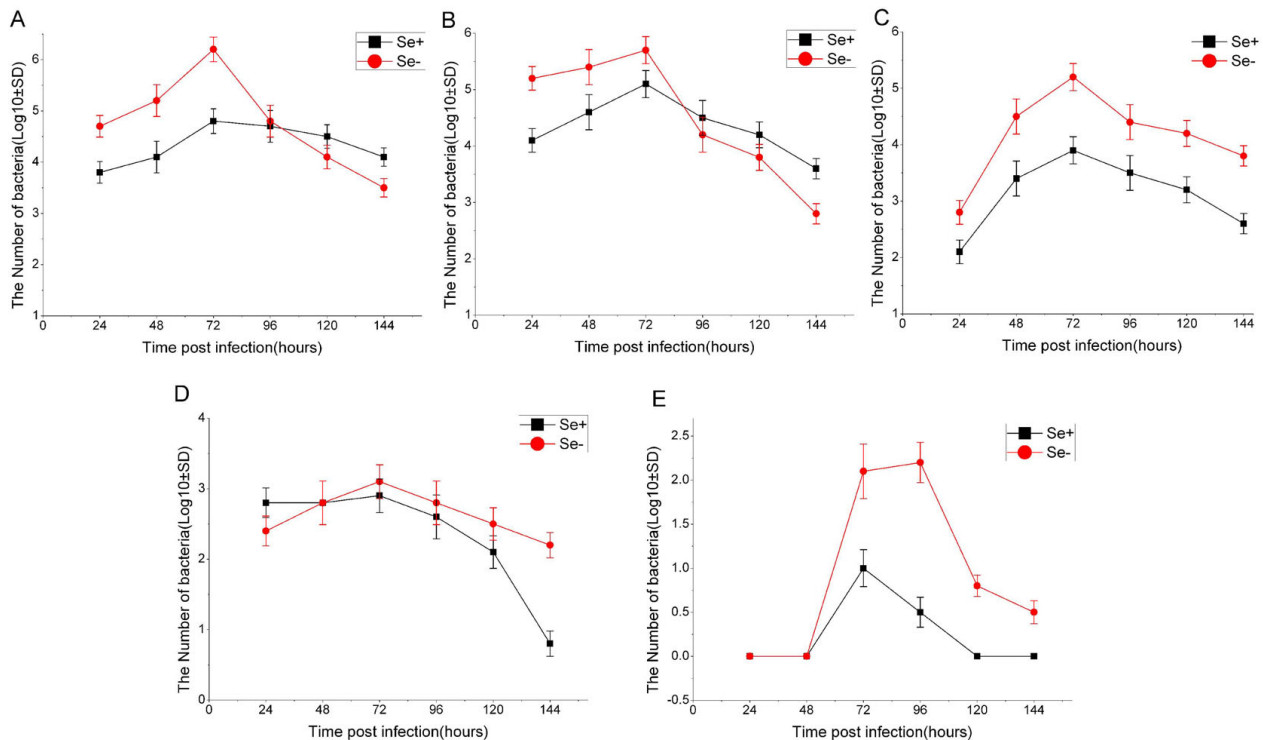 A
The Number of bacteria(Log10±SD)
6
5
4
3
2
1
0
24
48
72
96
120
144
Time post infection(hours)
Se+
Se-
B
The Number of bacteria(Log10±SD)
6
5
4
3
2
1
0
24
48
72
96
120
144
Time post infection(hours)
Se+
Se-
C
The Number of bacteria(Log10±SD)
6
5
4
3
2
1
0
24
48
72
96
120
144
Time post infection(hours)
Se+
Se-
D
The Number of bacteria(Log10±SD)
4
3
2
1
0
0
24
48
72
96
120
144
Time post infection(hours)
Se+
Se-
E
The Number of bacteria(Log10±SD)
2.5
2.0
1.5
1.0
0.5
0.0
-0.5
0
24
48
72
96
120
144
Time post infection(hours)
Se+
Se-